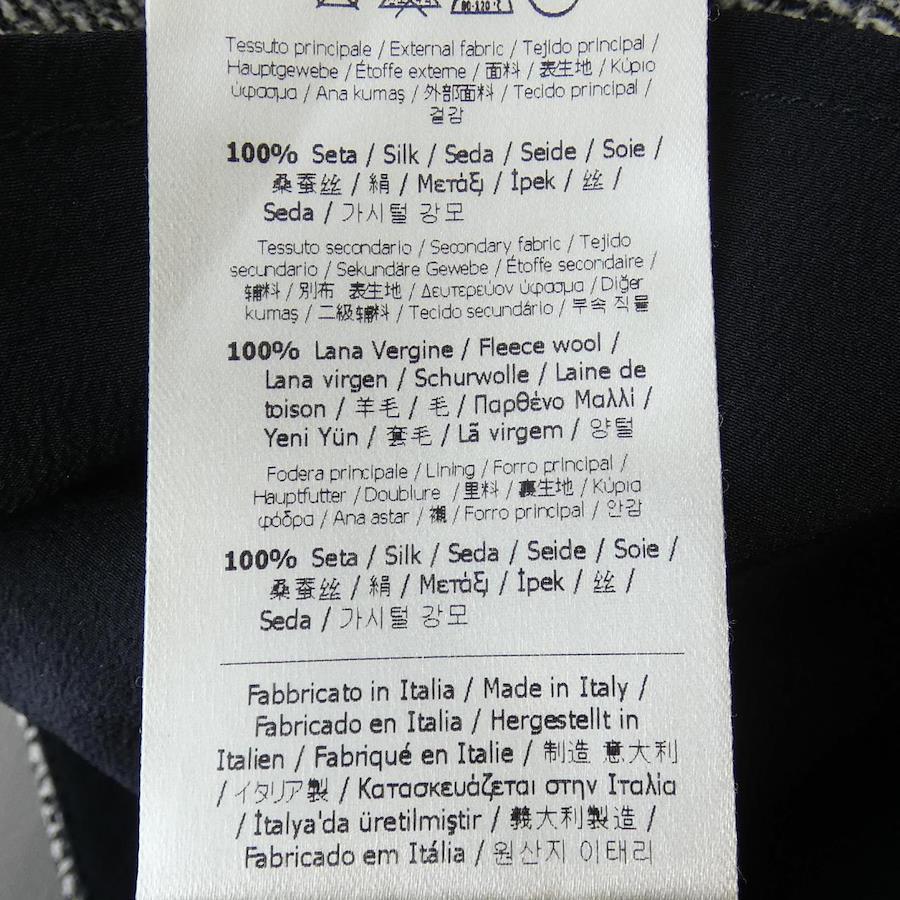 80-120°C
Tessuto principale / External fabric / Tejido principal /
Hauptgewebe / Étoffe externe / 面料 / 表生地 / Κύριο
ύφασμα / Ana kumaş / 外部面料 / Tecido principal /
겉감
100% Seta / Silk / Seda / Seide / Soie /
桑蚕丝 / 絹 / Μετάξι / İpek / 丝 /
Seda / 가시털 강모
Tessuto secondario / Secondary fabric / Tejido
secundario / Sekundäre Gewebe / Étoffe secondaire /
辅料 / 別布 表生地 / Δευτερεύον ύφασμα / Diğer
kumaş / 二級辅料 / Tecido secundário / 부속 직물
100% Lana Vergine / Fleece wool /
Lana virgen / Schurwolle / Laine de
toison / 羊毛 / 毛 / Παρθένο Μαλλί /
Yeni Yün / 套毛 / Lã virgem / 양털
Fodera principale / Lining / Forro principal /
Hauptfutter / Doublure / 里料 / 裏生地 / Κύρια
φόδρα / Ana astar / 襯 / Forro principal / 안감
100% Seta / Silk / Seda / Seide / Soie /
桑蚕丝 / 絹 / Μετάξι / İpek / 丝 /
Seda / 가시털 강모
Fabbricato in Italia / Made in Italy /
Fabricado en Italia / Hergestellt in
Italien / Fabriqué en Italie / 制造 意大利
/ イタリア製 / Κατασκευάζεται στην Ιταλία
/ İtalya'da üretilmiştir / 義大利製造 /
Fabricado em Itália / 원산지 이태리